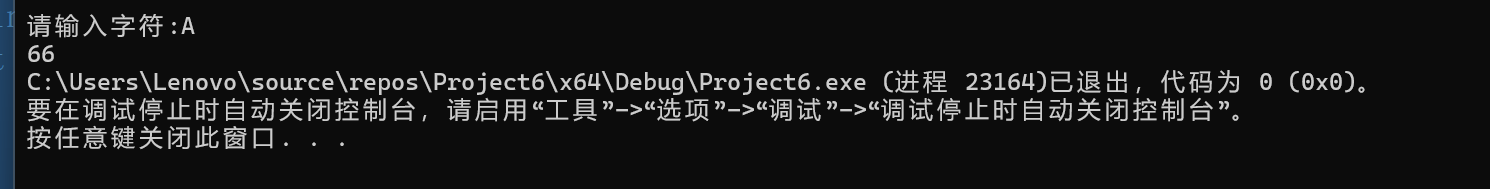 请输入字符:A
66
C:\Users\Lenovo\source\repos\Project6\x64\Debug\Project6.exe (进程 23164)已退出，代码为 0 (0x0)。
要在调试停止时自动关闭控制台，请启用“工具”->“选项”->“调试”->“调试停止时自动关闭控制台”。
按任意键关闭此窗口. . .